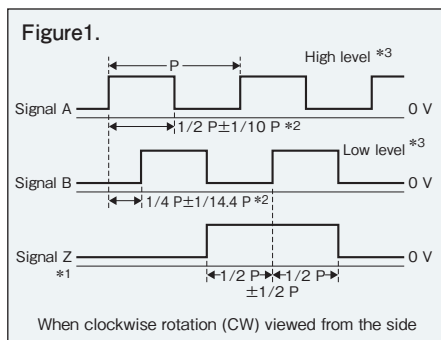 Figure1.
P
High level *3
Signal A
0 V
1/2 P±1/10 P *2
Low level *3
Signal B
0 V
1/4 P±1/14.4 P *2
Signal Z
0 V
*1
1/2 P
1/2 P
±1/2 P
When clockwise rotation (CW) viewed from the side